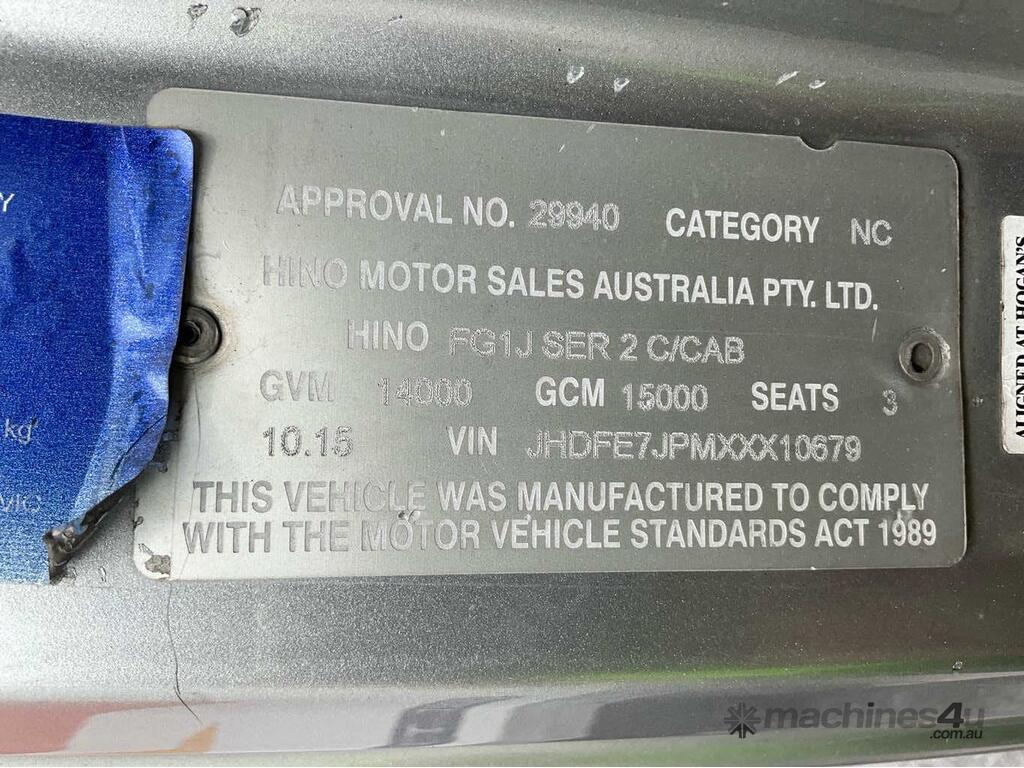 APPROVAL NO. 29940 CATEGORY NC
HINO MOTOR SALES AUSTRALIA PTY. LTD.
HINO FG1J SER 2 C/CAB
GVM 14000 GCM 15000 SEATS 3
10.15 VIN JHDFE7JPMXXX10679
THIS VEHICLE WAS MANUFACTURED TO COMPLY
WITH THE MOTOR VEHICLE STANDARDS ACT 1989
Y
kg
ALIGNED AT HOGAN'S
machines4u
.com.au